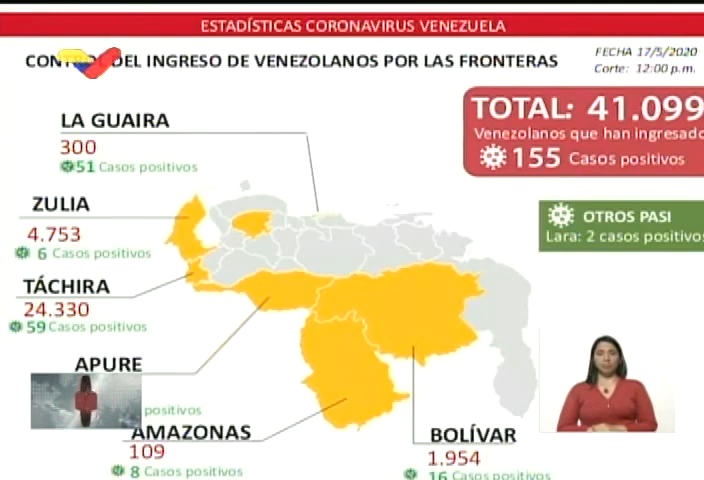 ESTADÍSTICAS CORONAVIRUS VENEZUELA
CONTROL DEL INGRESO DE VENEZOLANOS POR LAS FRONTERAS
FECHA 17/5/2020
Corte: 12:00 p.m.
TOTAL: 41.099
Venezolanos que han ingresado
155 Casos positivos
LA GUAIRA
300
51 Casos positivos
OTROS PASI
Lara: 2 casos positivos
ZULIA
4.753
6 Casos positivos
TÁCHIRA
24.330
59 Casos positivos
APURE
positivos
AMAZONAS
109
8 Casos positivos
BOLÍVAR
1.954
16 Casos positivos